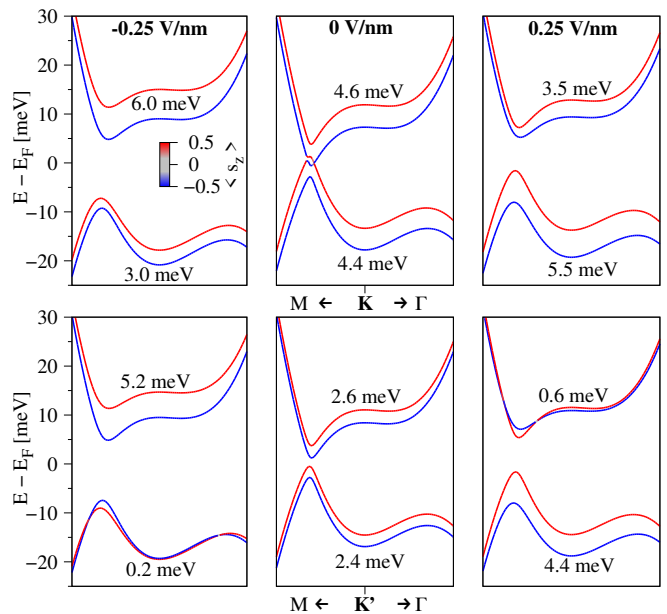 -0.25 V/nm 0 V/nm 0.25 V/nm
30
20
10
0
−10
−20
E − E_F [meV]
6.0 meV
0.5
0
−0.5
< s_z >
3.0 meV
4.6 meV
4.4 meV
3.5 meV
5.5 meV
M ← K → Γ
30
20
10
0
−10
−20
E − E_F [meV]
5.2 meV
0.2 meV
2.6 meV
2.4 meV
0.6 meV
4.4 meV
M ← K' → Γ